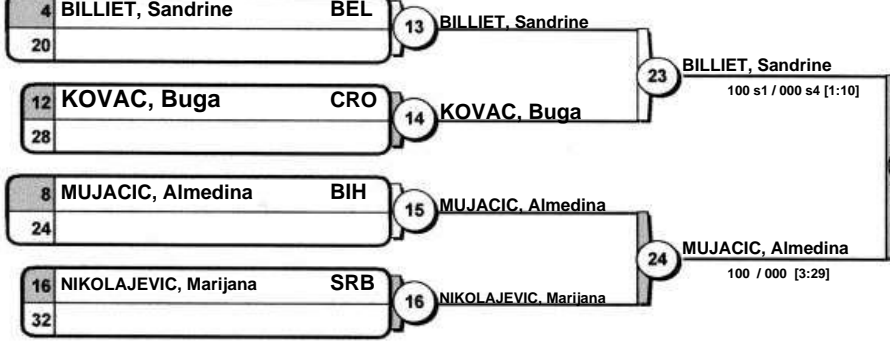 4 BILLIET, Sandrine BEL
20
13 BILLIET, Sandrine
23 BILLIET, Sandrine
100 s1 / 000 s4 [1:10]
12 KOVAC, Buga CRO
28
14 KOVAC, Buga
8 MUJACIC, Almedina BIH
24
15 MUJACIC, Almedina
24 MUJACIC, Almedina
100 / 000 [3:29]
16 NIKOLAJEVIC, Marijana SRB
32
16 NIKOLAJEVIC, Marijana